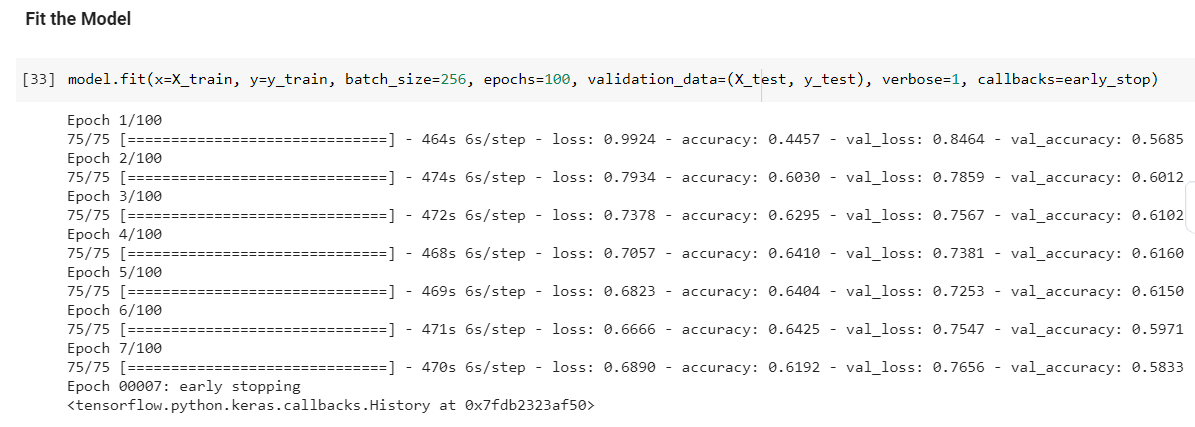 Fit the Model
[33] model.fit(x=X_train, y=y_train, batch_size=256, epochs=100, validation_data=(X_test, y_test), verbose=1, callbacks=early_stop)
Epoch 1/100
75/75 [==============================] - 464s 6s/step - loss: 0.9924 - accuracy: 0.4457 - val_loss: 0.8464 - val_accuracy: 0.5685
Epoch 2/100
75/75 [==============================] - 474s 6s/step - loss: 0.7934 - accuracy: 0.6030 - val_loss: 0.7859 - val_accuracy: 0.6012
Epoch 3/100
75/75 [==============================] - 472s 6s/step - loss: 0.7378 - accuracy: 0.6295 - val_loss: 0.7567 - val_accuracy: 0.6102
Epoch 4/100
75/75 [==============================] - 468s 6s/step - loss: 0.7057 - accuracy: 0.6410 - val_loss: 0.7381 - val_accuracy: 0.6160
Epoch 5/100
75/75 [==============================] - 469s 6s/step - loss: 0.6823 - accuracy: 0.6404 - val_loss: 0.7253 - val_accuracy: 0.6150
Epoch 6/100
75/75 [==============================] - 471s 6s/step - loss: 0.6666 - accuracy: 0.6425 - val_loss: 0.7547 - val_accuracy: 0.5971
Epoch 7/100
75/75 [==============================] - 470s 6s/step - loss: 0.6890 - accuracy: 0.6192 - val_loss: 0.7656 - val_accuracy: 0.5833
Epoch 00007: early stopping
<tensorflow.python.keras.callbacks.History at 0x7fdb2323af50>